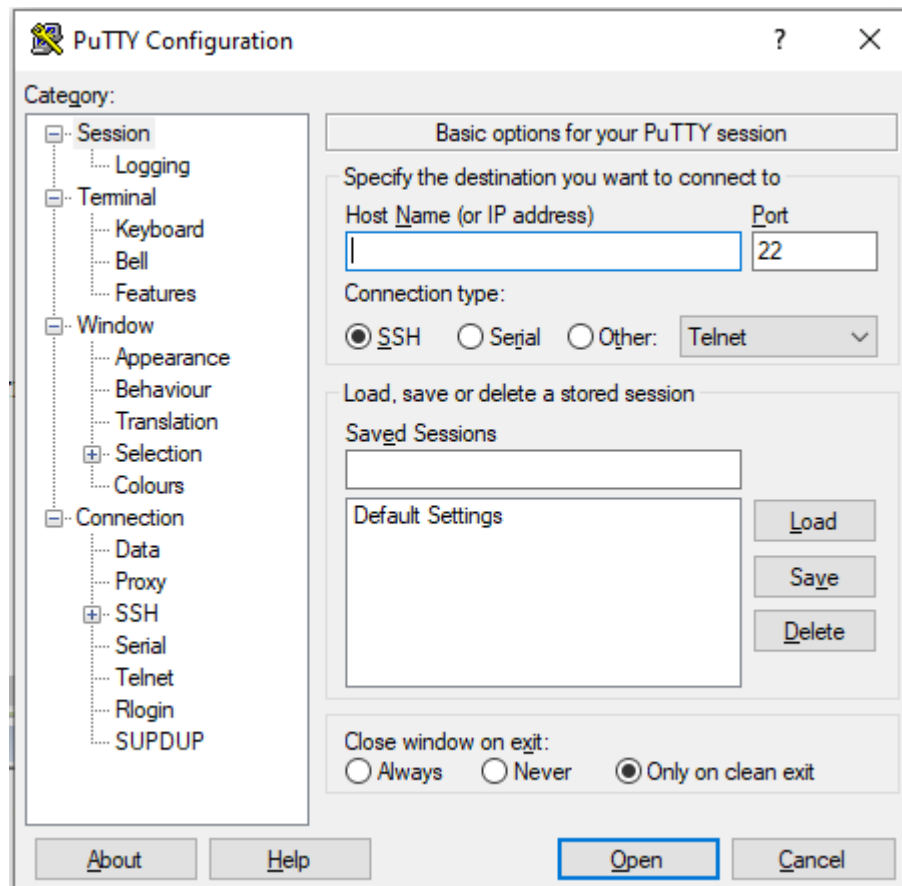 PuTTY Configuration
?
Category:
Session
Logging
Terminal
Keyboard
Bell
Features
Window
Appearance
Behaviour
Translation
Selection
Colours
Connection
Data
Proxy
SSH
Serial
Telnet
Rlogin
SUPDUP
Basic options for your PuTTY session
Specify the destination you want to connect to
Host Name (or IP address) Port
22
Connection type:
SSH Serial Other: Telnet
Load, save or delete a stored session
Saved Sessions
Default Settings
Load
Save
Delete
Close window on exit:
Always Never Only on clean exit
About Help Open Cancel